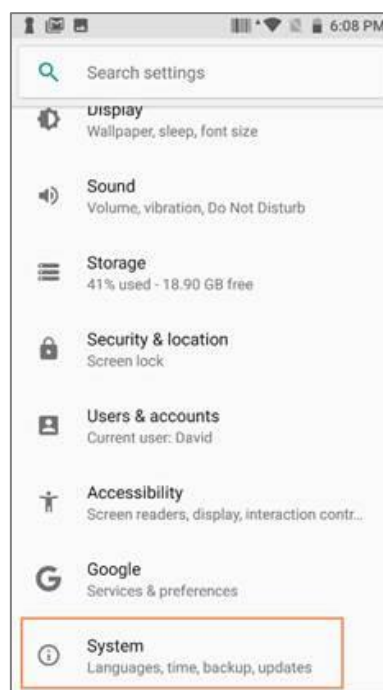 6:08 PM
Search settings
Display
Wallpaper, sleep, font size
Sound
Volume, vibration, Do Not Disturb
Storage
41% used - 18.90 GB free
Security & location
Screen lock
Users & accounts
Current user: David
Accessibility
Screen readers, display, interaction contr...
Google
Services & preferences
System
Languages, time, backup, updates